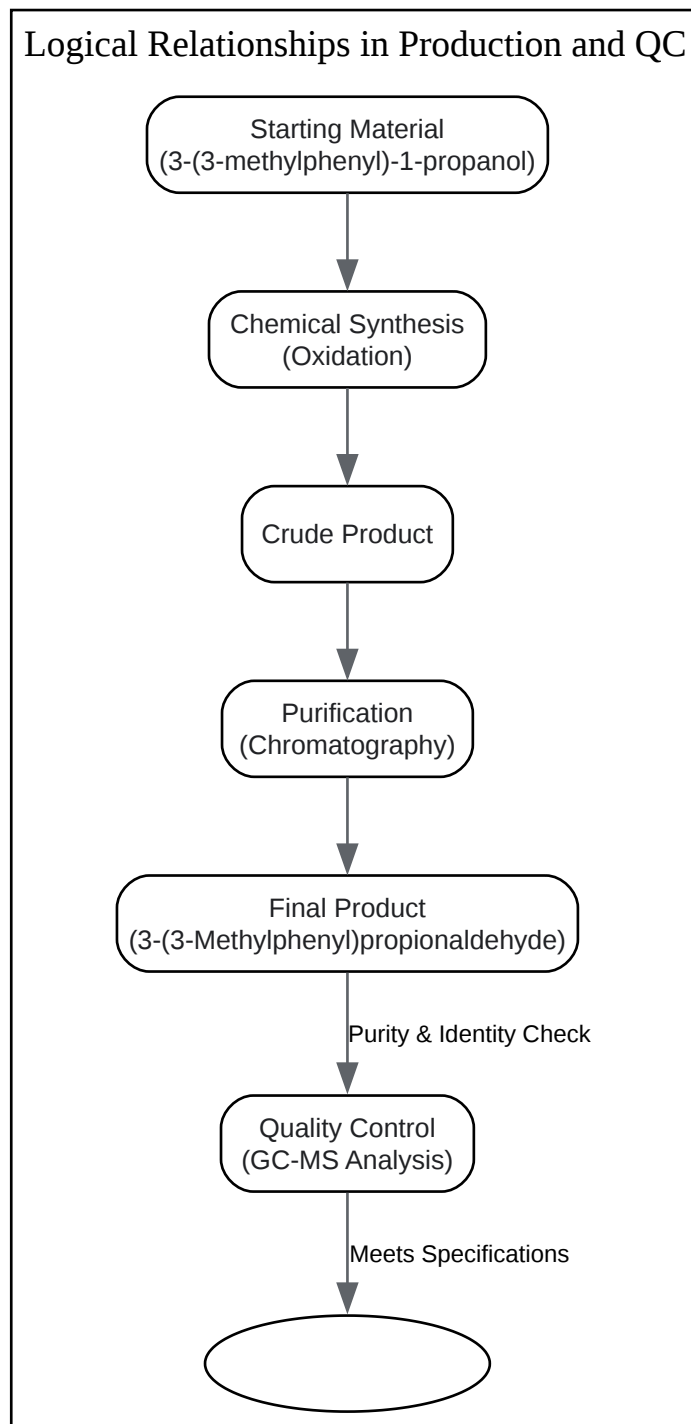 Logical Relationships in Production and QC
Starting Material
(3-(3-methylphenyl)-1-propanol)
Chemical Synthesis
(Oxidation)
Crude Product
Purification
(Chromatography)
Final Product
(3-(3-Methylphenyl)propionaldehyde)
Purity & Identity Check
Quality Control
(GC-MS Analysis)
Meets Specifications